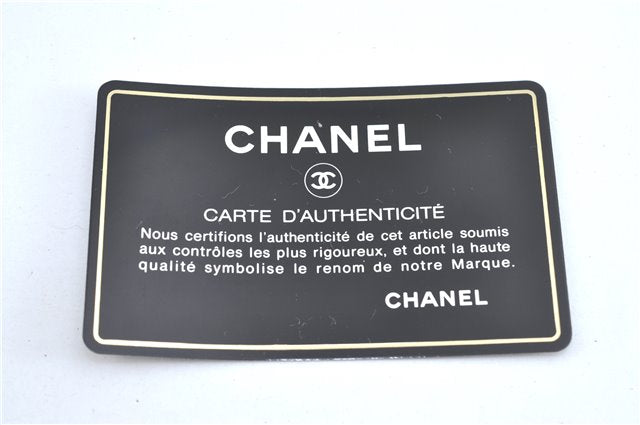 CHANEL
CARTE D'AUTHENTICITÉ
Nous certifions l'authenticité de cet article soumis
aux contrôles les plus rigoureux, et dont la haute
qualité symbolise le renom de notre Marque.
CHANEL